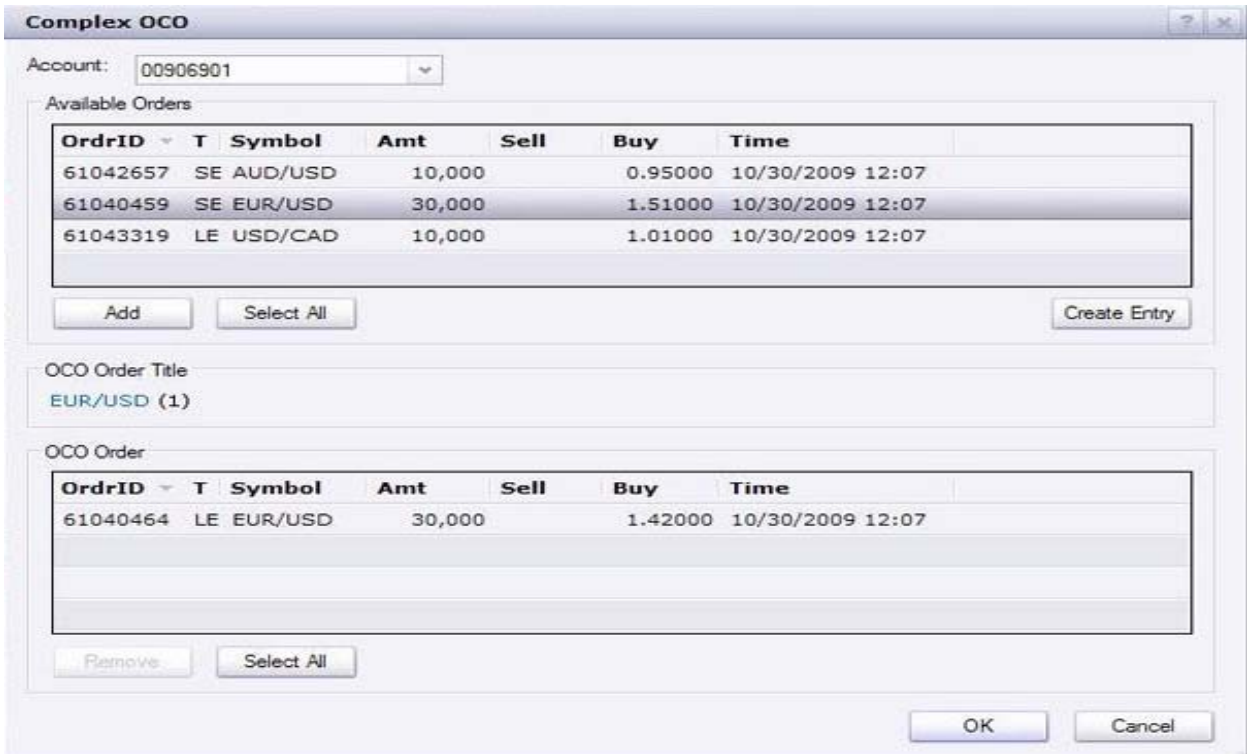 Complex OCO
Account: 00906901
Available Orders
OrdrID T Symbol Amt Sell Buy Time
61042657 SE AUD/USD 10,000 0.95000 10/30/2009 12:07
61040459 SE EUR/USD 30,000 1.51000 10/30/2009 12:07
61043319 LE USD/CAD 10,000 1.01000 10/30/2009 12:07
Add Select All Create Entry
OCO Order Title
EUR/USD (1)
OCO Order
OrdrID T Symbol Amt Sell Buy Time
61040464 LE EUR/USD 30,000 1.42000 10/30/2009 12:07
Remove Select All
OK Cancel